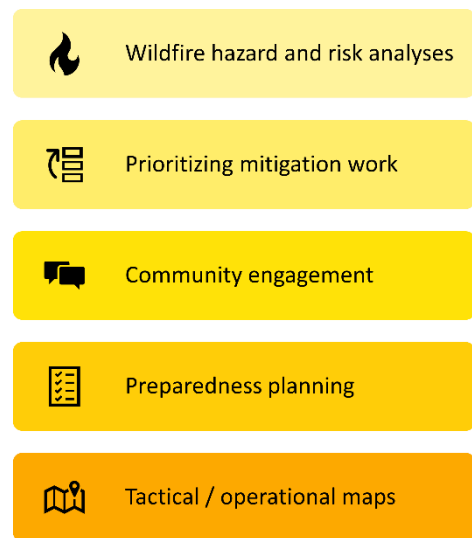 Wildfire hazard and risk analyses
Prioritizing mitigation work
Community engagement
Preparedness planning
Tactical / operational maps